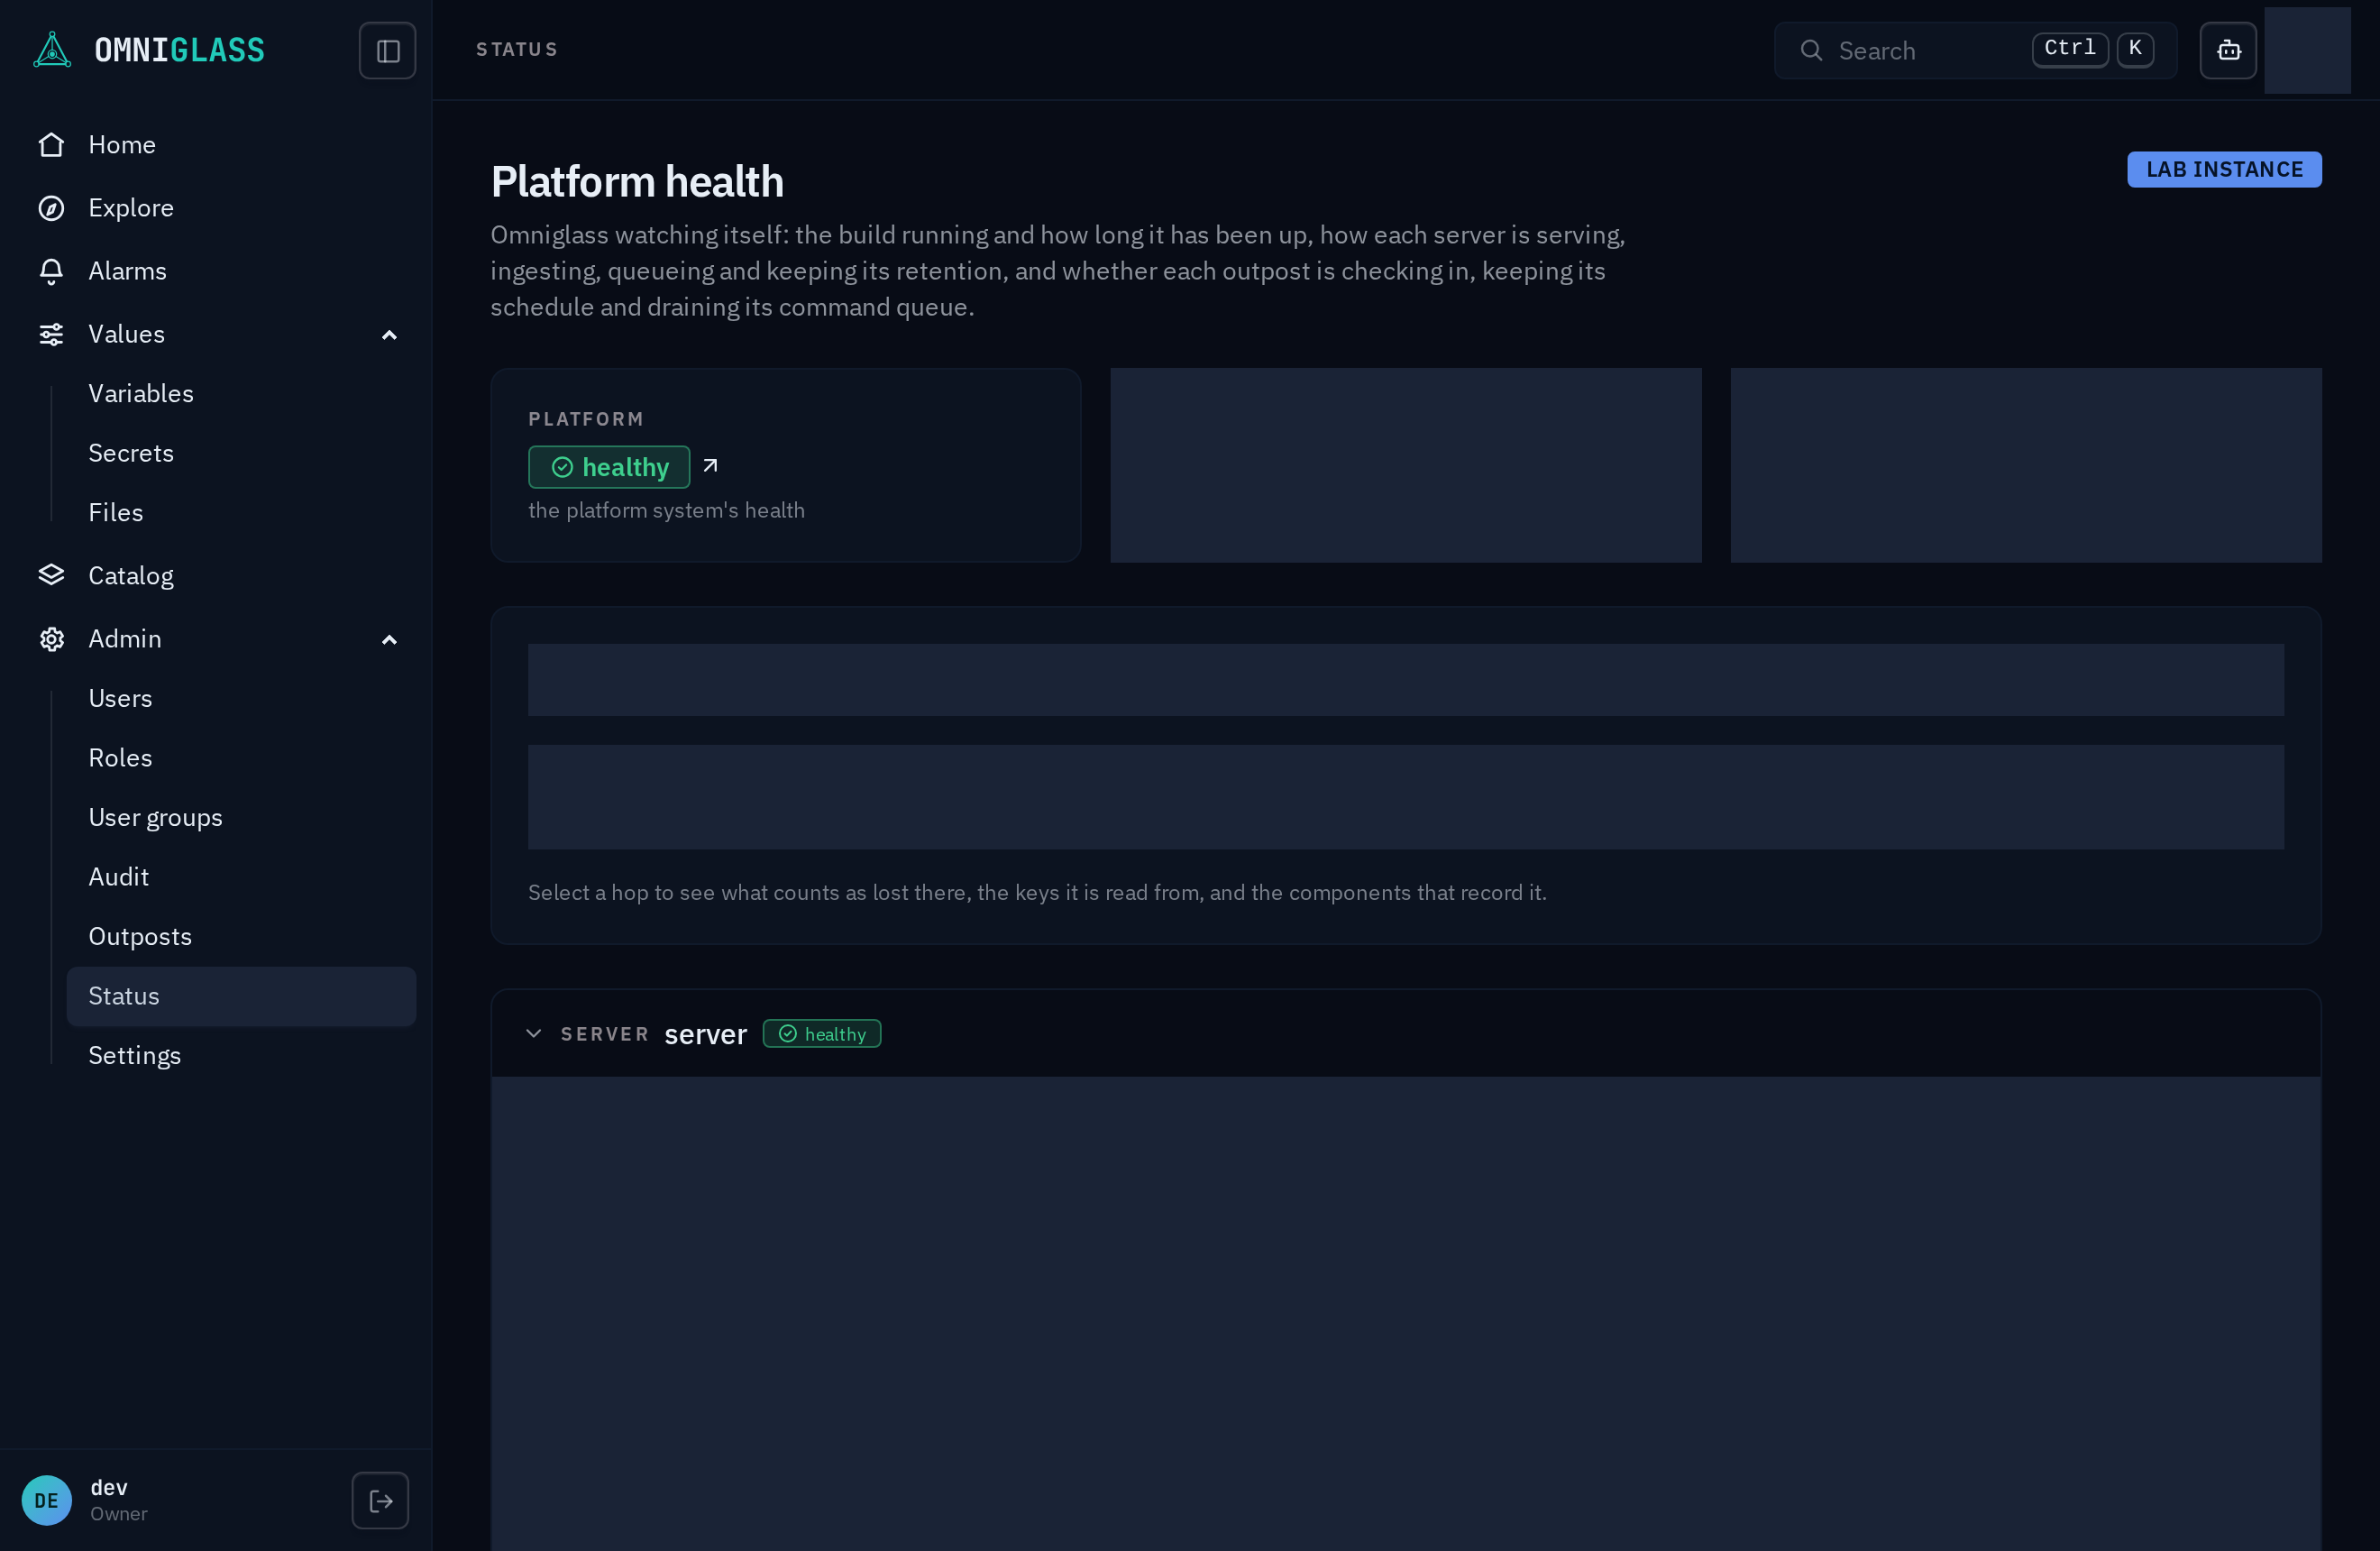 OMNIGLASS
STATUS
Search
Ctrl K
Home
Explore
Alarms
Values
Variables
Secrets
Files
Catalog
Admin
Users
Roles
User groups
Audit
Outposts
Status
Settings
DE
dev
Owner
Platform health
LAB INSTANCE
Omniglass watching itself: the build running and how long it has been up, how each server is serving,
ingesting, queueing and keeping its retention, and whether each outpost is checking in, keeping its
schedule and draining its command queue.
PLATFORM
healthy
the platform system's health
Select a hop to see what counts as lost there, the keys it is read from, and the components that record it.
SERVER server healthy